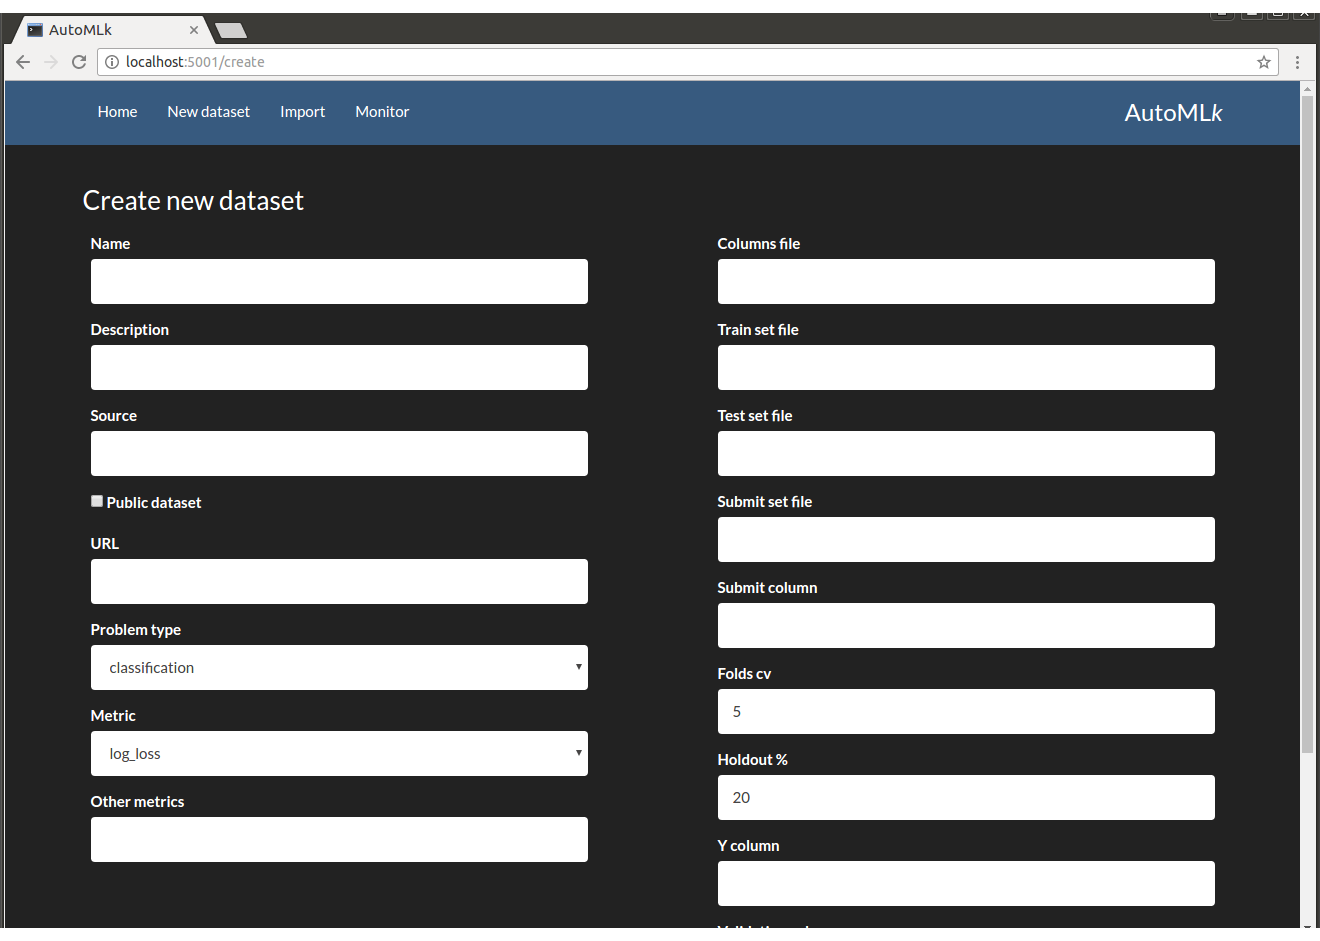 AutoMLk
localhost:5001/create
Home New dataset Import Monitor AutoMLk
Create new dataset
Name
Description
Source
Public dataset
URL
Problem type
classification
Metric
log_loss
Other metrics
Columns file
Train set file
Test set file
Submit set file
Submit column
Folds cv
5
Holdout %
20
Y column